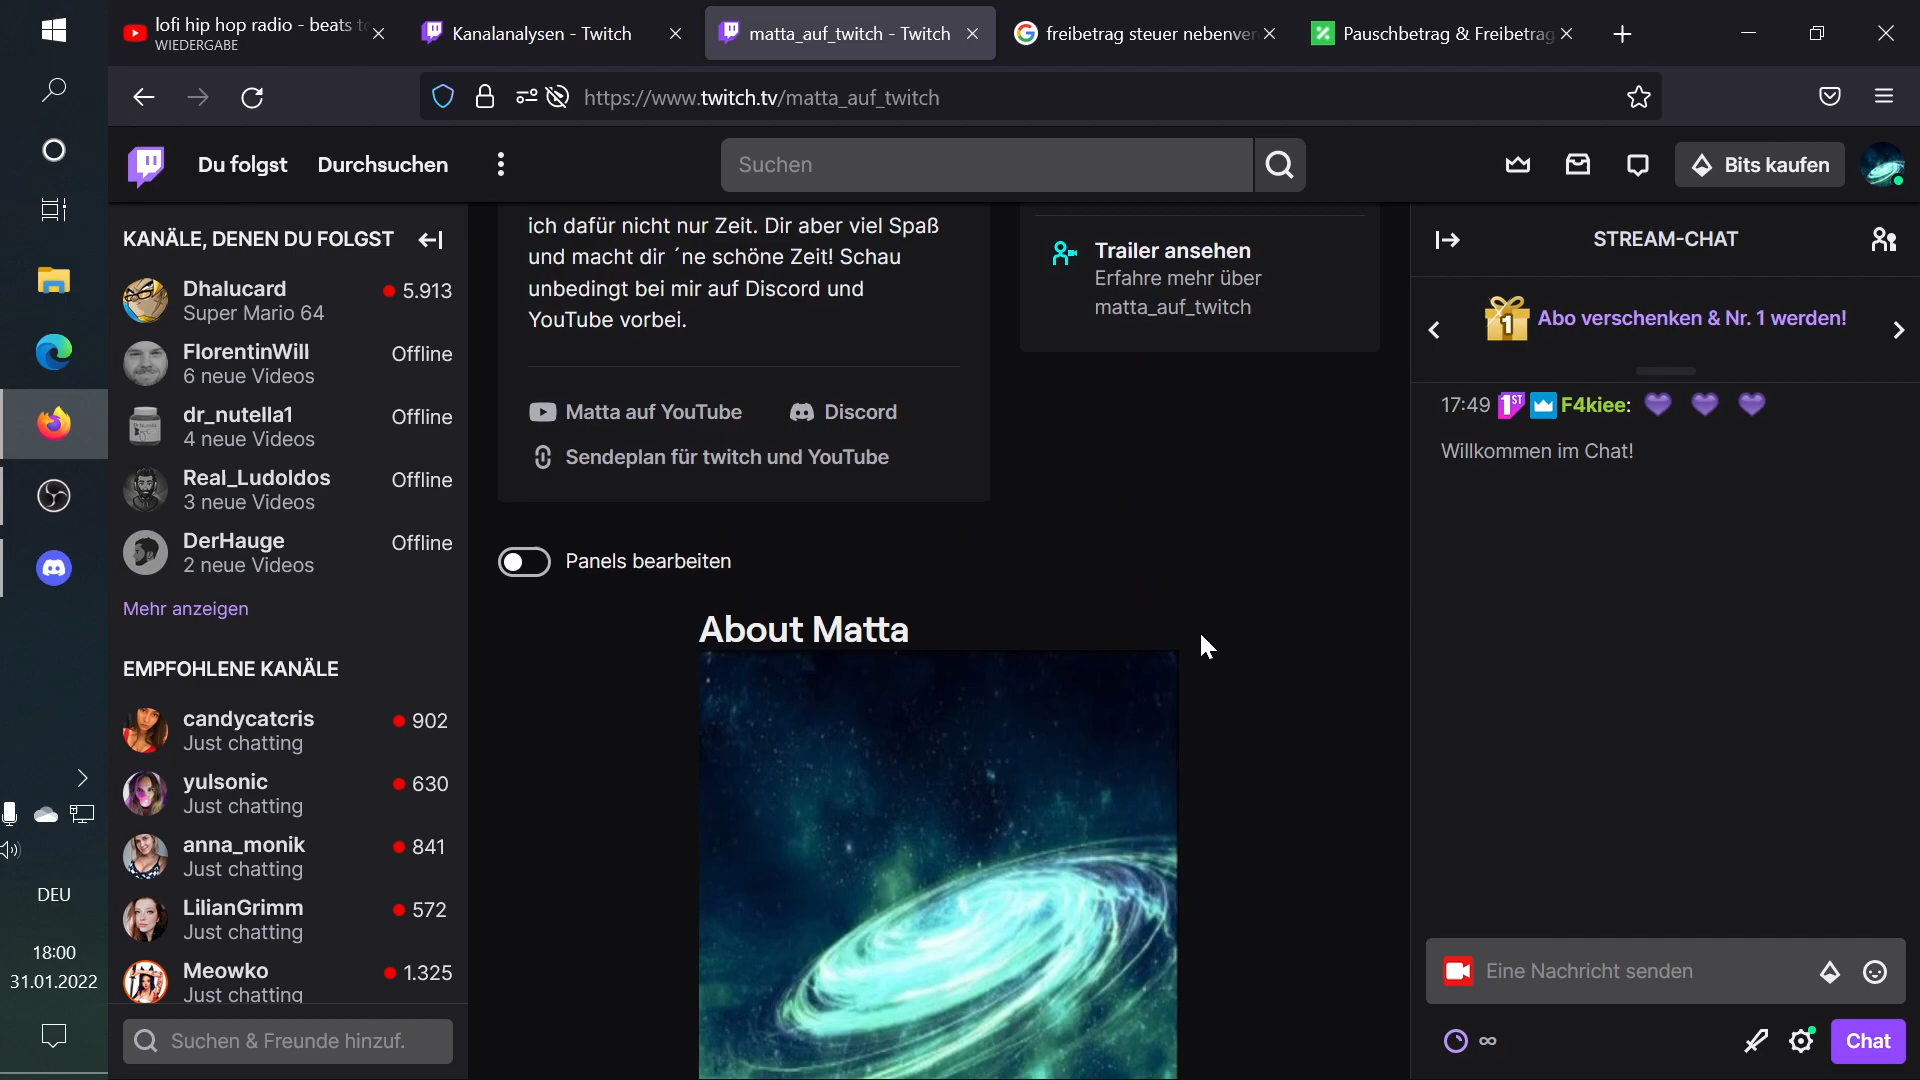 lofi hip hop radio - beats t
WIEDERGABE
Kanalanalysen - Twitch
matta_auf_twitch - Twitch
freibetrag steuer nebenver
Pauschbetrag & Freibetrag
https://www.twitch.tv/matta_auf_twitch
Du folgst
Durchsuchen
Suchen
Bits kaufen
KANÄLE, DENEN DU FOLGST
Dhalucard
5.913
Super Mario 64
FlorentinWill
Offline
6 neue Videos
dr_nutella1
Offline
4 neue Videos
Real_Ludoldos
Offline
3 neue Videos
DerHauge
Offline
2 neue Videos
Mehr anzeigen
EMPFOHLENE KANÄLE
candycatcris
902
Just chatting
yulsonic
630
Just chatting
anna_monik
841
Just chatting
LilianGrimm
572
Just chatting
Meowko
1.325
Just chatting
Suchen & Freunde hinzuf.
ich dafür nicht nur Zeit. Dir aber viel Spaß
und macht dir ´ne schöne Zeit! Schau
unbedingt bei mir auf Discord und
YouTube vorbei.
Matta auf YouTube
Discord
Sendeplan für twitch und YouTube
Trailer ansehen
Erfahre mehr über
matta_auf_twitch
Panels bearbeiten
About Matta
STREAM-CHAT
1
Abo verschenken & Nr. 1 werden!
17:49 1ST F4kiee: 💜 💜 💜
Willkommen im Chat!
Eine Nachricht senden
∞
Chat
DEU
18:00
31.01.2022